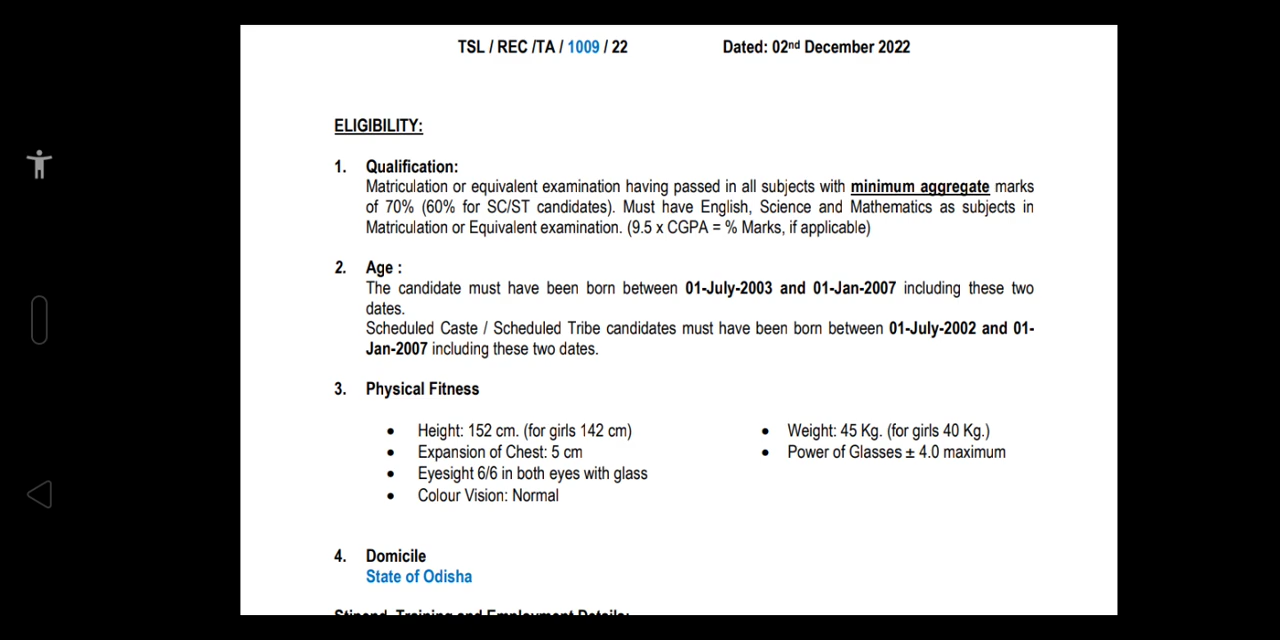 TSL / REC /TA / 1009 / 22 Dated: 02nd December 2022
ELIGIBILITY:
1. Qualification:
Matriculation or equivalent examination having passed in all subjects with minimum aggregate marks
of 70% (60% for SC/ST candidates). Must have English, Science and Mathematics as subjects in
Matriculation or Equivalent examination. (9.5 x CGPA = % Marks, if applicable)
2. Age :
The candidate must have been born between 01-July-2003 and 01-Jan-2007 including these two
dates.
Scheduled Caste / Scheduled Tribe candidates must have been born between 01-July-2002 and 01-
Jan-2007 including these two dates.
3. Physical Fitness
• Height: 152 cm. (for girls 142 cm)
• Expansion of Chest: 5 cm
• Eyesight 6/6 in both eyes with glass
• Colour Vision: Normal
• Weight: 45 Kg. (for girls 40 Kg.)
• Power of Glasses ± 4.0 maximum
4. Domicile
State of Odisha
Stipend, Training and Employment Details: